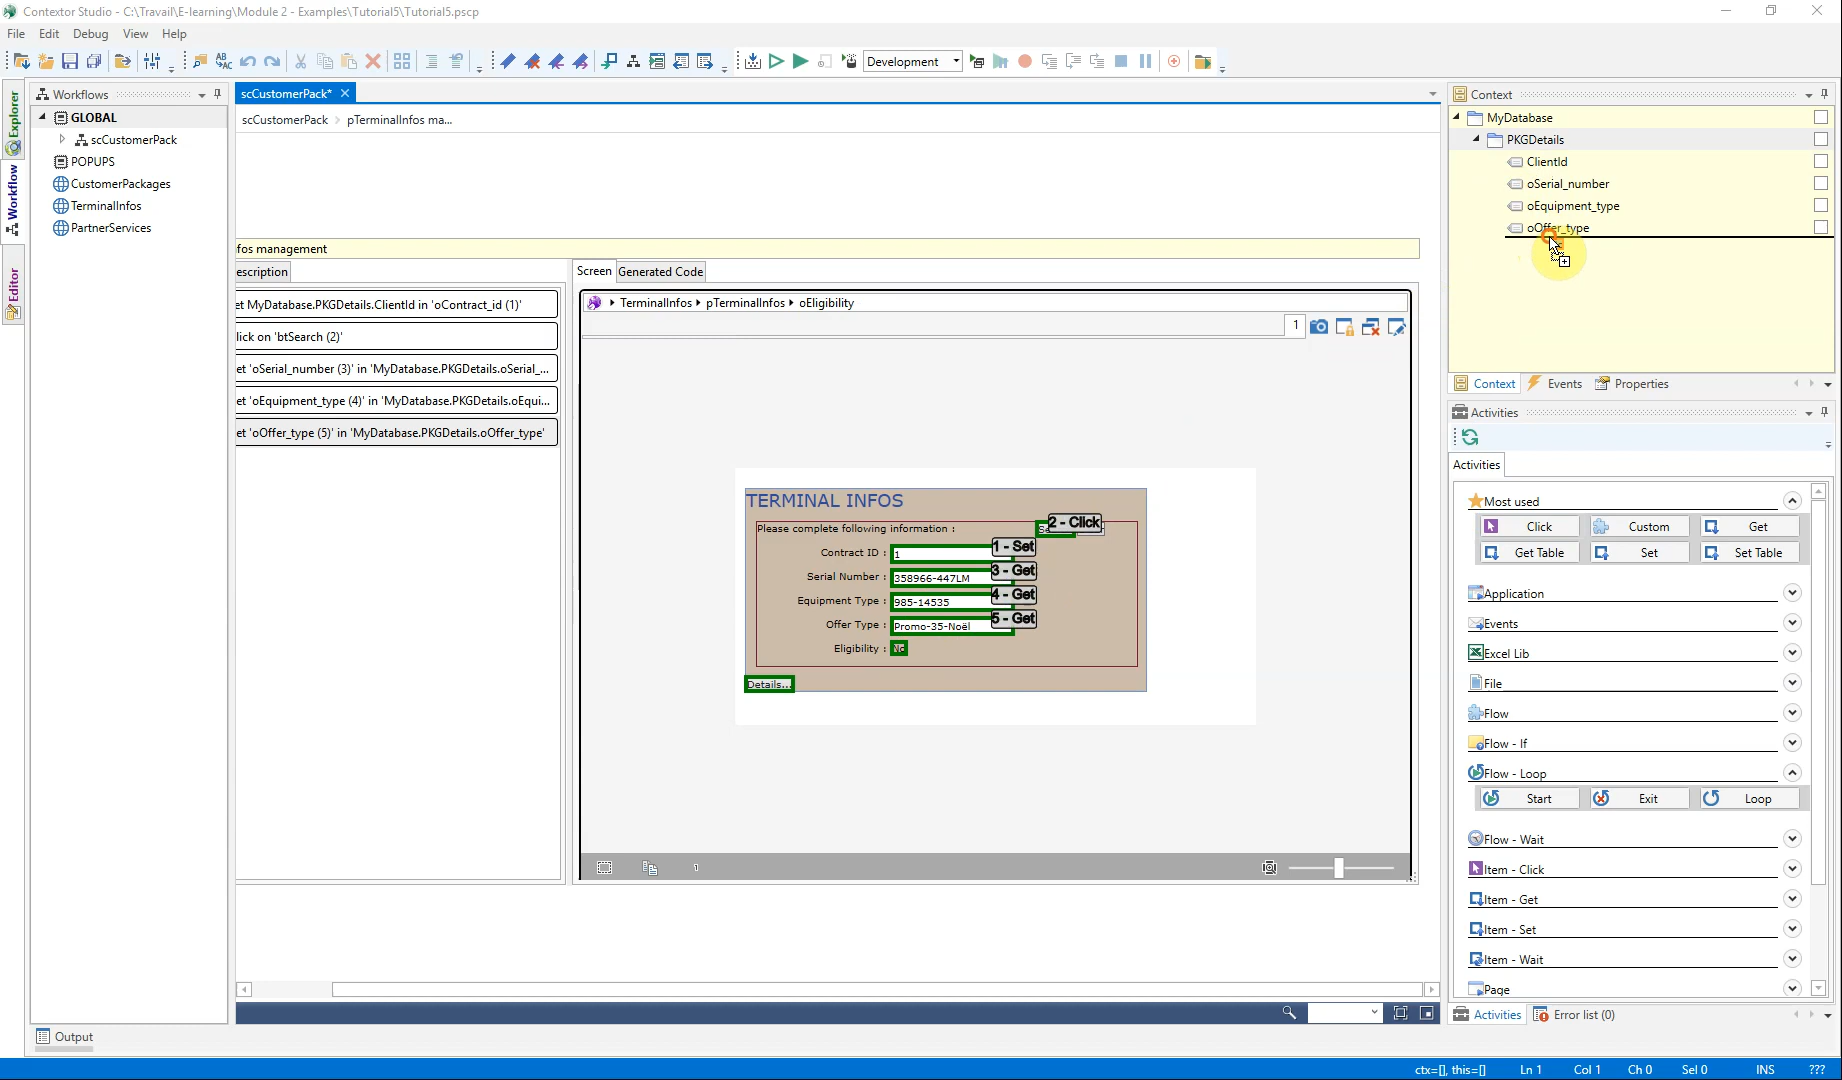 Contextor Studio - C:\Travail\E-learning\Module 2 - Examples\Tutorial5\Tutorial5.pscp
File Edit Debug View Help
Development
Explorer
Workflow
Editor
Workflows
GLOBAL
scCustomerPack
POPUPS
CustomerPackages
TerminalInfos
PartnerServices
scCustomerPack*
scCustomerPack pTerminalInfos ma...
fos management
escription
et MyDatabase.PKGDetails.ClientId in 'oContract_id (1)'
lick on 'btSearch (2)'
et 'oSerial_number (3)' in 'MyDatabase.PKGDetails.oSerial_...
et 'oEquipment_type (4)' in 'MyDatabase.PKGDetails.oEqui...
et 'oOffer_type (5)' in 'MyDatabase.PKGDetails.oOffer_type'
Screen Generated Code
TerminalInfos pTerminalInfos oEligibility
1
TERMINAL INFOS
Please complete following information :
2 - Click
Contract ID : 1
1 - Set
Serial Number : 358966-447LM
3 - Get
Equipment Type : 985-14535
4 - Get
Offer Type : Promo-35-Noël
5 - Get
Eligibility : No
Details...
1
Context
MyDatabase
PKGDetails
ClientId
oSerial_number
oEquipment_type
oOffer_type
Context Events Properties
Activities
Activities
Most used
Click Custom Get
Get Table Set Set Table
Application
Events
Excel Lib
File
Flow
Flow - If
Flow - Loop
Start Exit Loop
Flow - Wait
Item - Click
Item - Get
Item - Set
Item - Wait
Page
Activities Error list (0)
Output
ctx=[], this=[] Ln 1 Col 1 Ch 0 Sel 0 INS ???